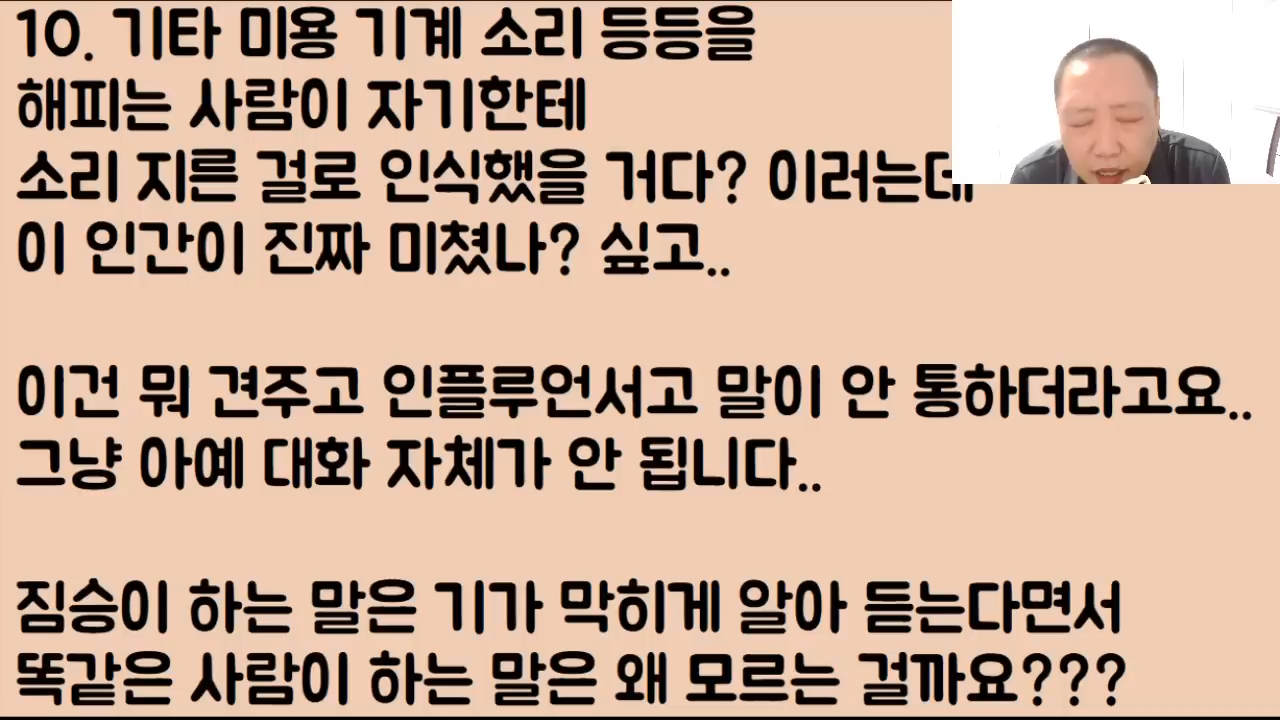 10. 기타 미용 기계 소리 등등을
해피는 사람이 자기한테
소리 지른 걸로 인식했을 거다? 이러는데
이 인간이 진짜 미쳤나? 싶고..
이건 뭐 견주고 인플루언서고 말이 안 통하더라고요..
그냥 아예 대화 자체가 안 됩니다..
짐승이 하는 말은 기가 막히게 알아 듣는다면서
똑같은 사람이 하는 말은 왜 모르는 걸까요???